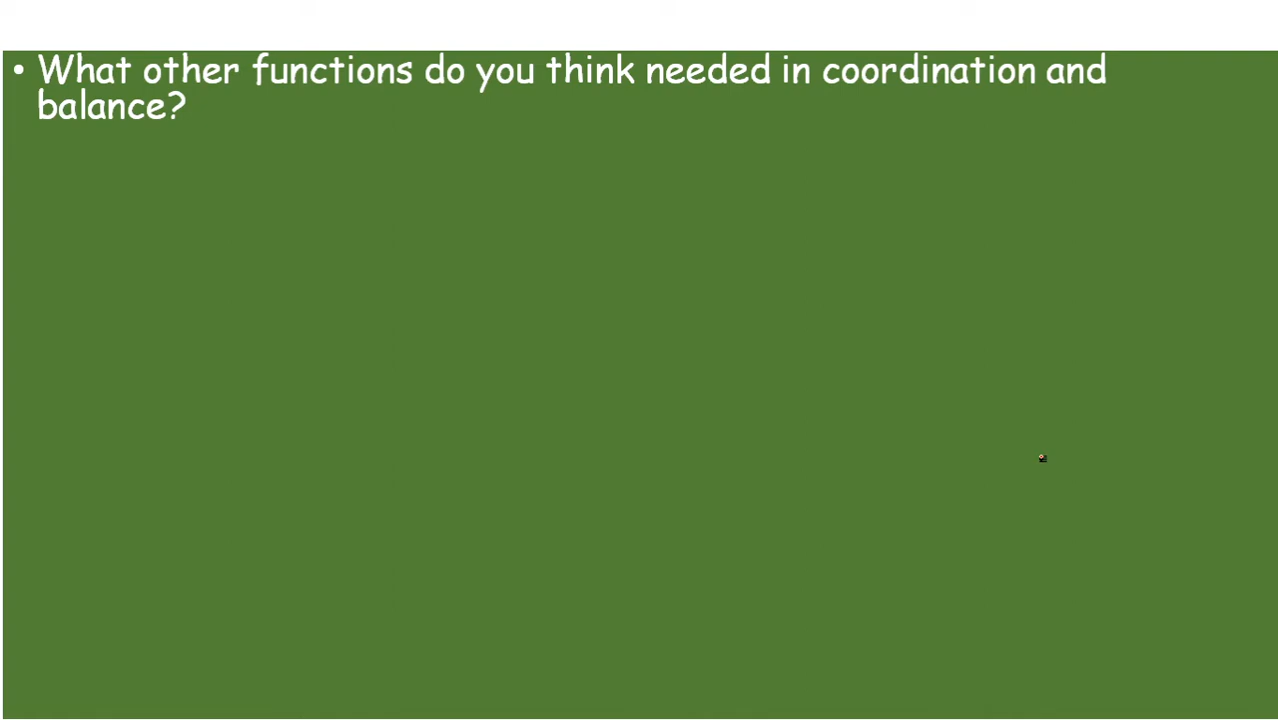 • What other functions do you think needed in coordination and
balance?